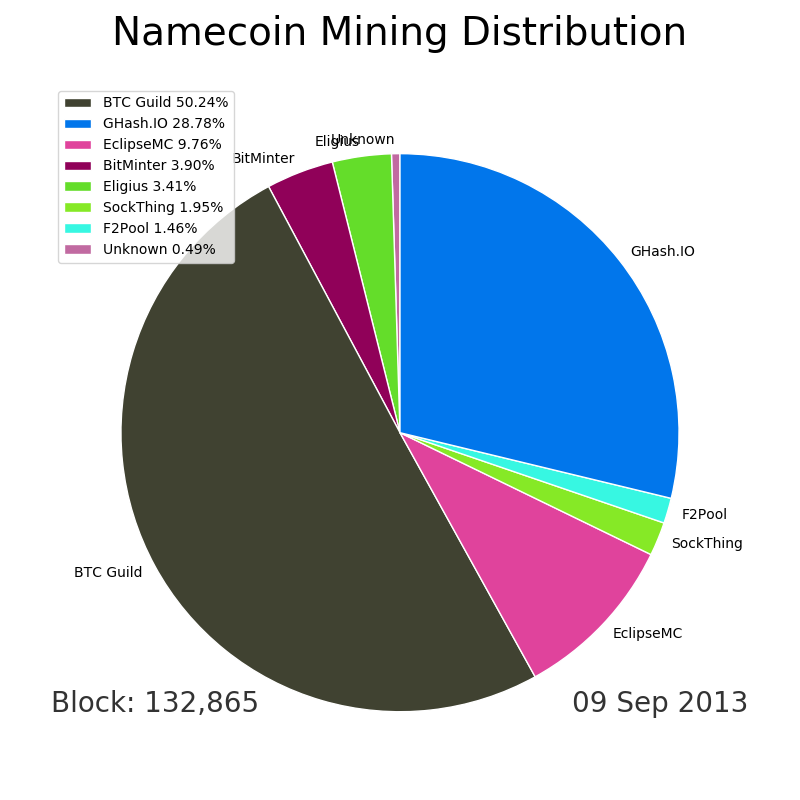 Namecoin Mining Distribution
BTC Guild 50.24%
GHash.IO 28.78%
EclipseMC 9.76%
BitMinter 3.90%
Eligius 3.41%
SockThing 1.95%
F2Pool 1.46%
Unknown 0.49%
Unknown
Eligius
BitMinter
GHash.IO
F2Pool
SockThing
BTC Guild
EclipseMC
Block: 132,865
09 Sep 2013